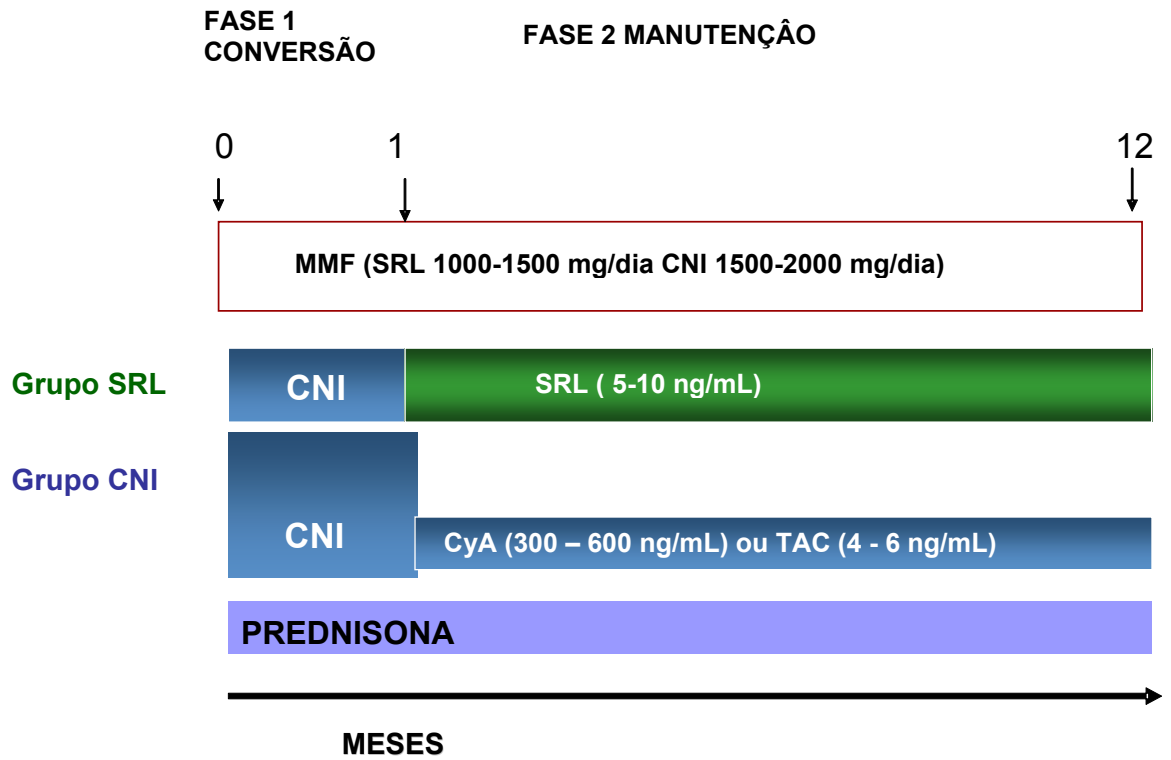 FASE 1
CONVERSÃO
FASE 2 MANUTENÇÂO
0
1
12
MMF (SRL 1000-1500 mg/dia CNI 1500-2000 mg/dia)
Grupo SRL
CNI
SRL ( 5-10 ng/mL)
Grupo CNI
CNI
CyA (300 – 600 ng/mL) ou TAC (4 - 6 ng/mL)
PREDNISONA
MESES